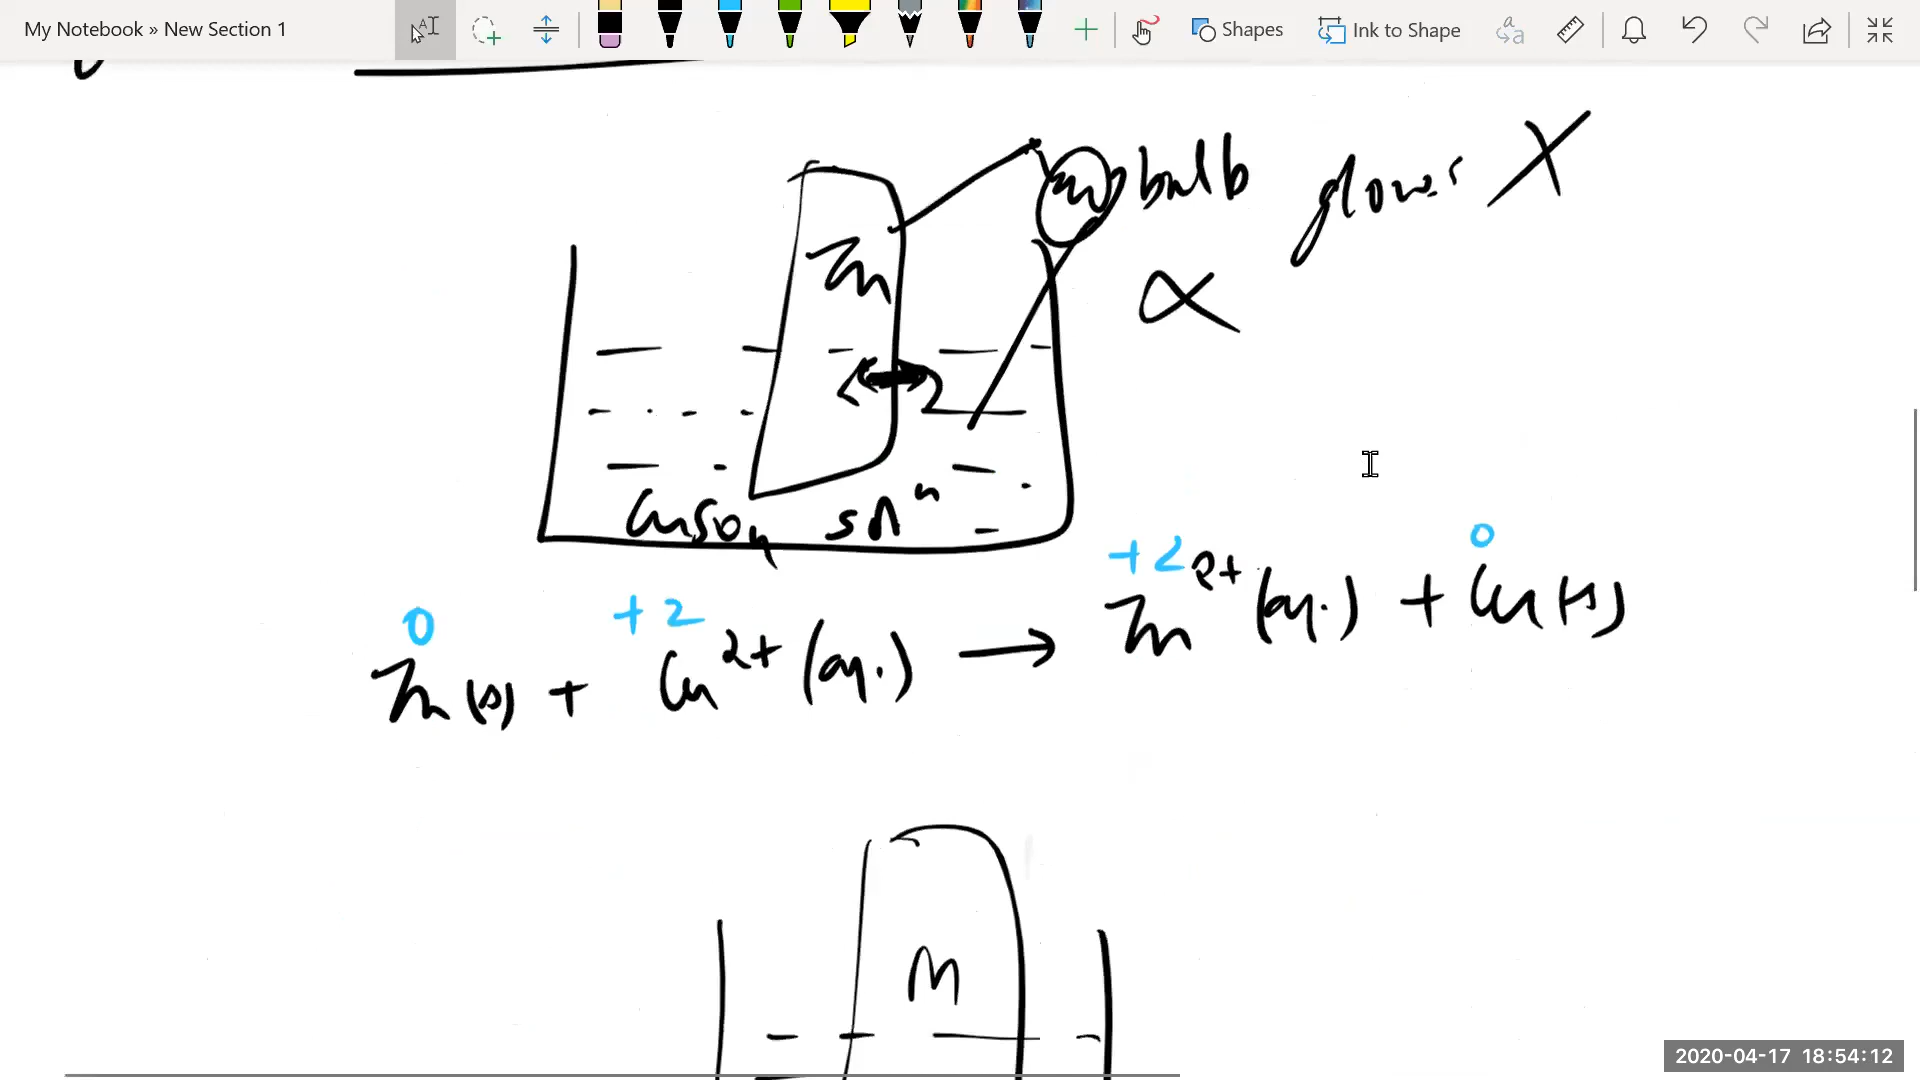 My Notebook » New Section 1
Shapes
Ink to Shape
bulb glows X
Zn
CuSO4 solⁿ
+2 0
0 +2
Zn(s) + Cu²⁺(aq.) → Zn²⁺(aq.) + Cu(s)
M
2020-04-17 18:54:12